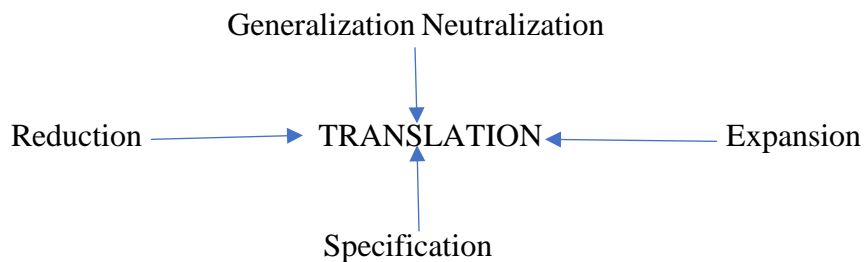 Generalization Neutralization
Reduction TRANSLATION Expansion
Specification